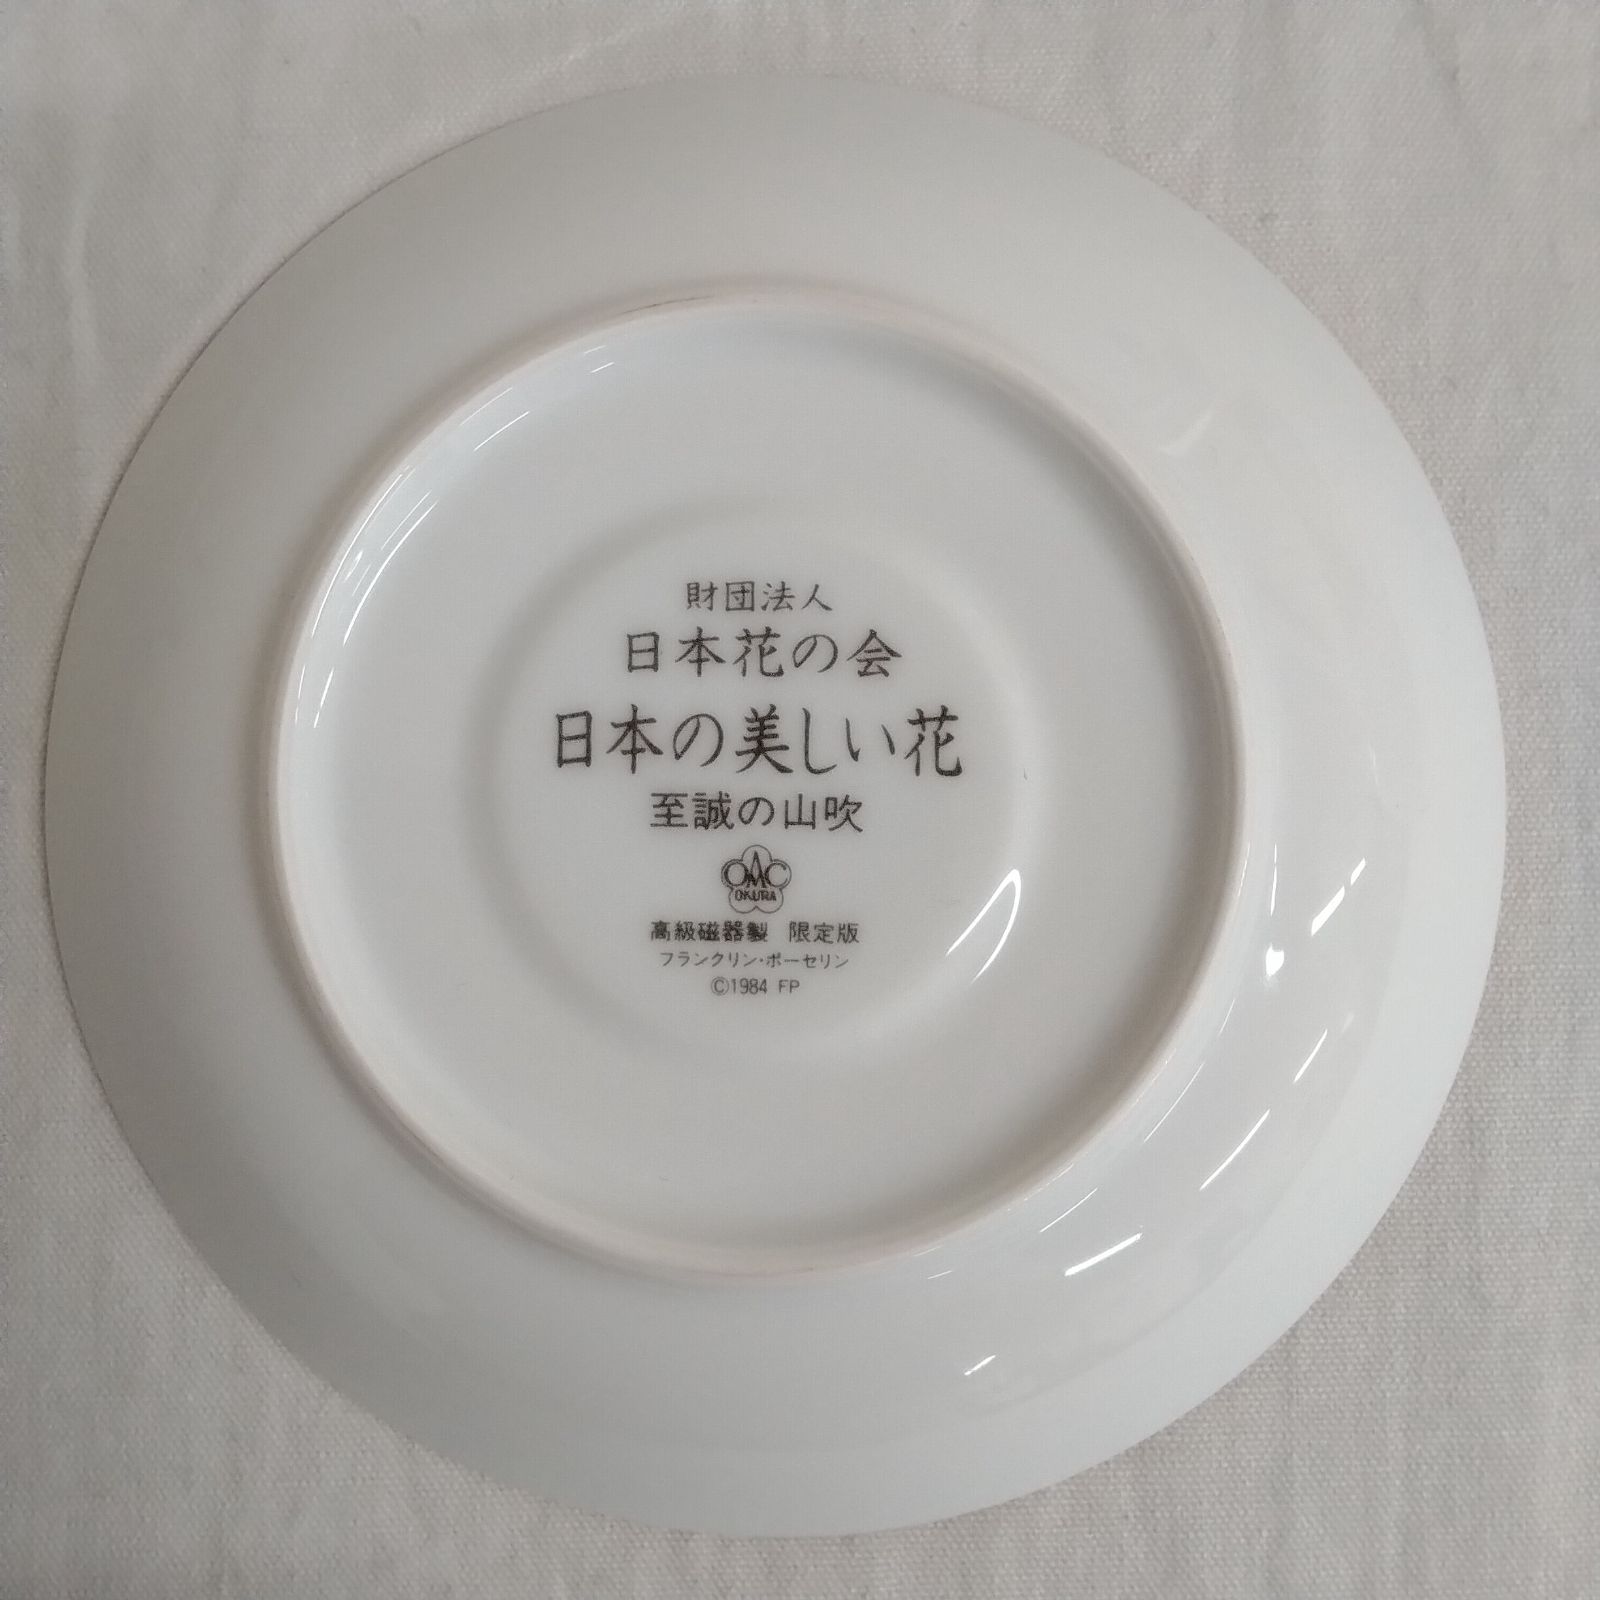 財団法人
日本花の会
日本の美しい花
至誠の山吹
OAC
OKURA
高級磁器製 限定版
フランクリン・ポーセリン
©1984 FP